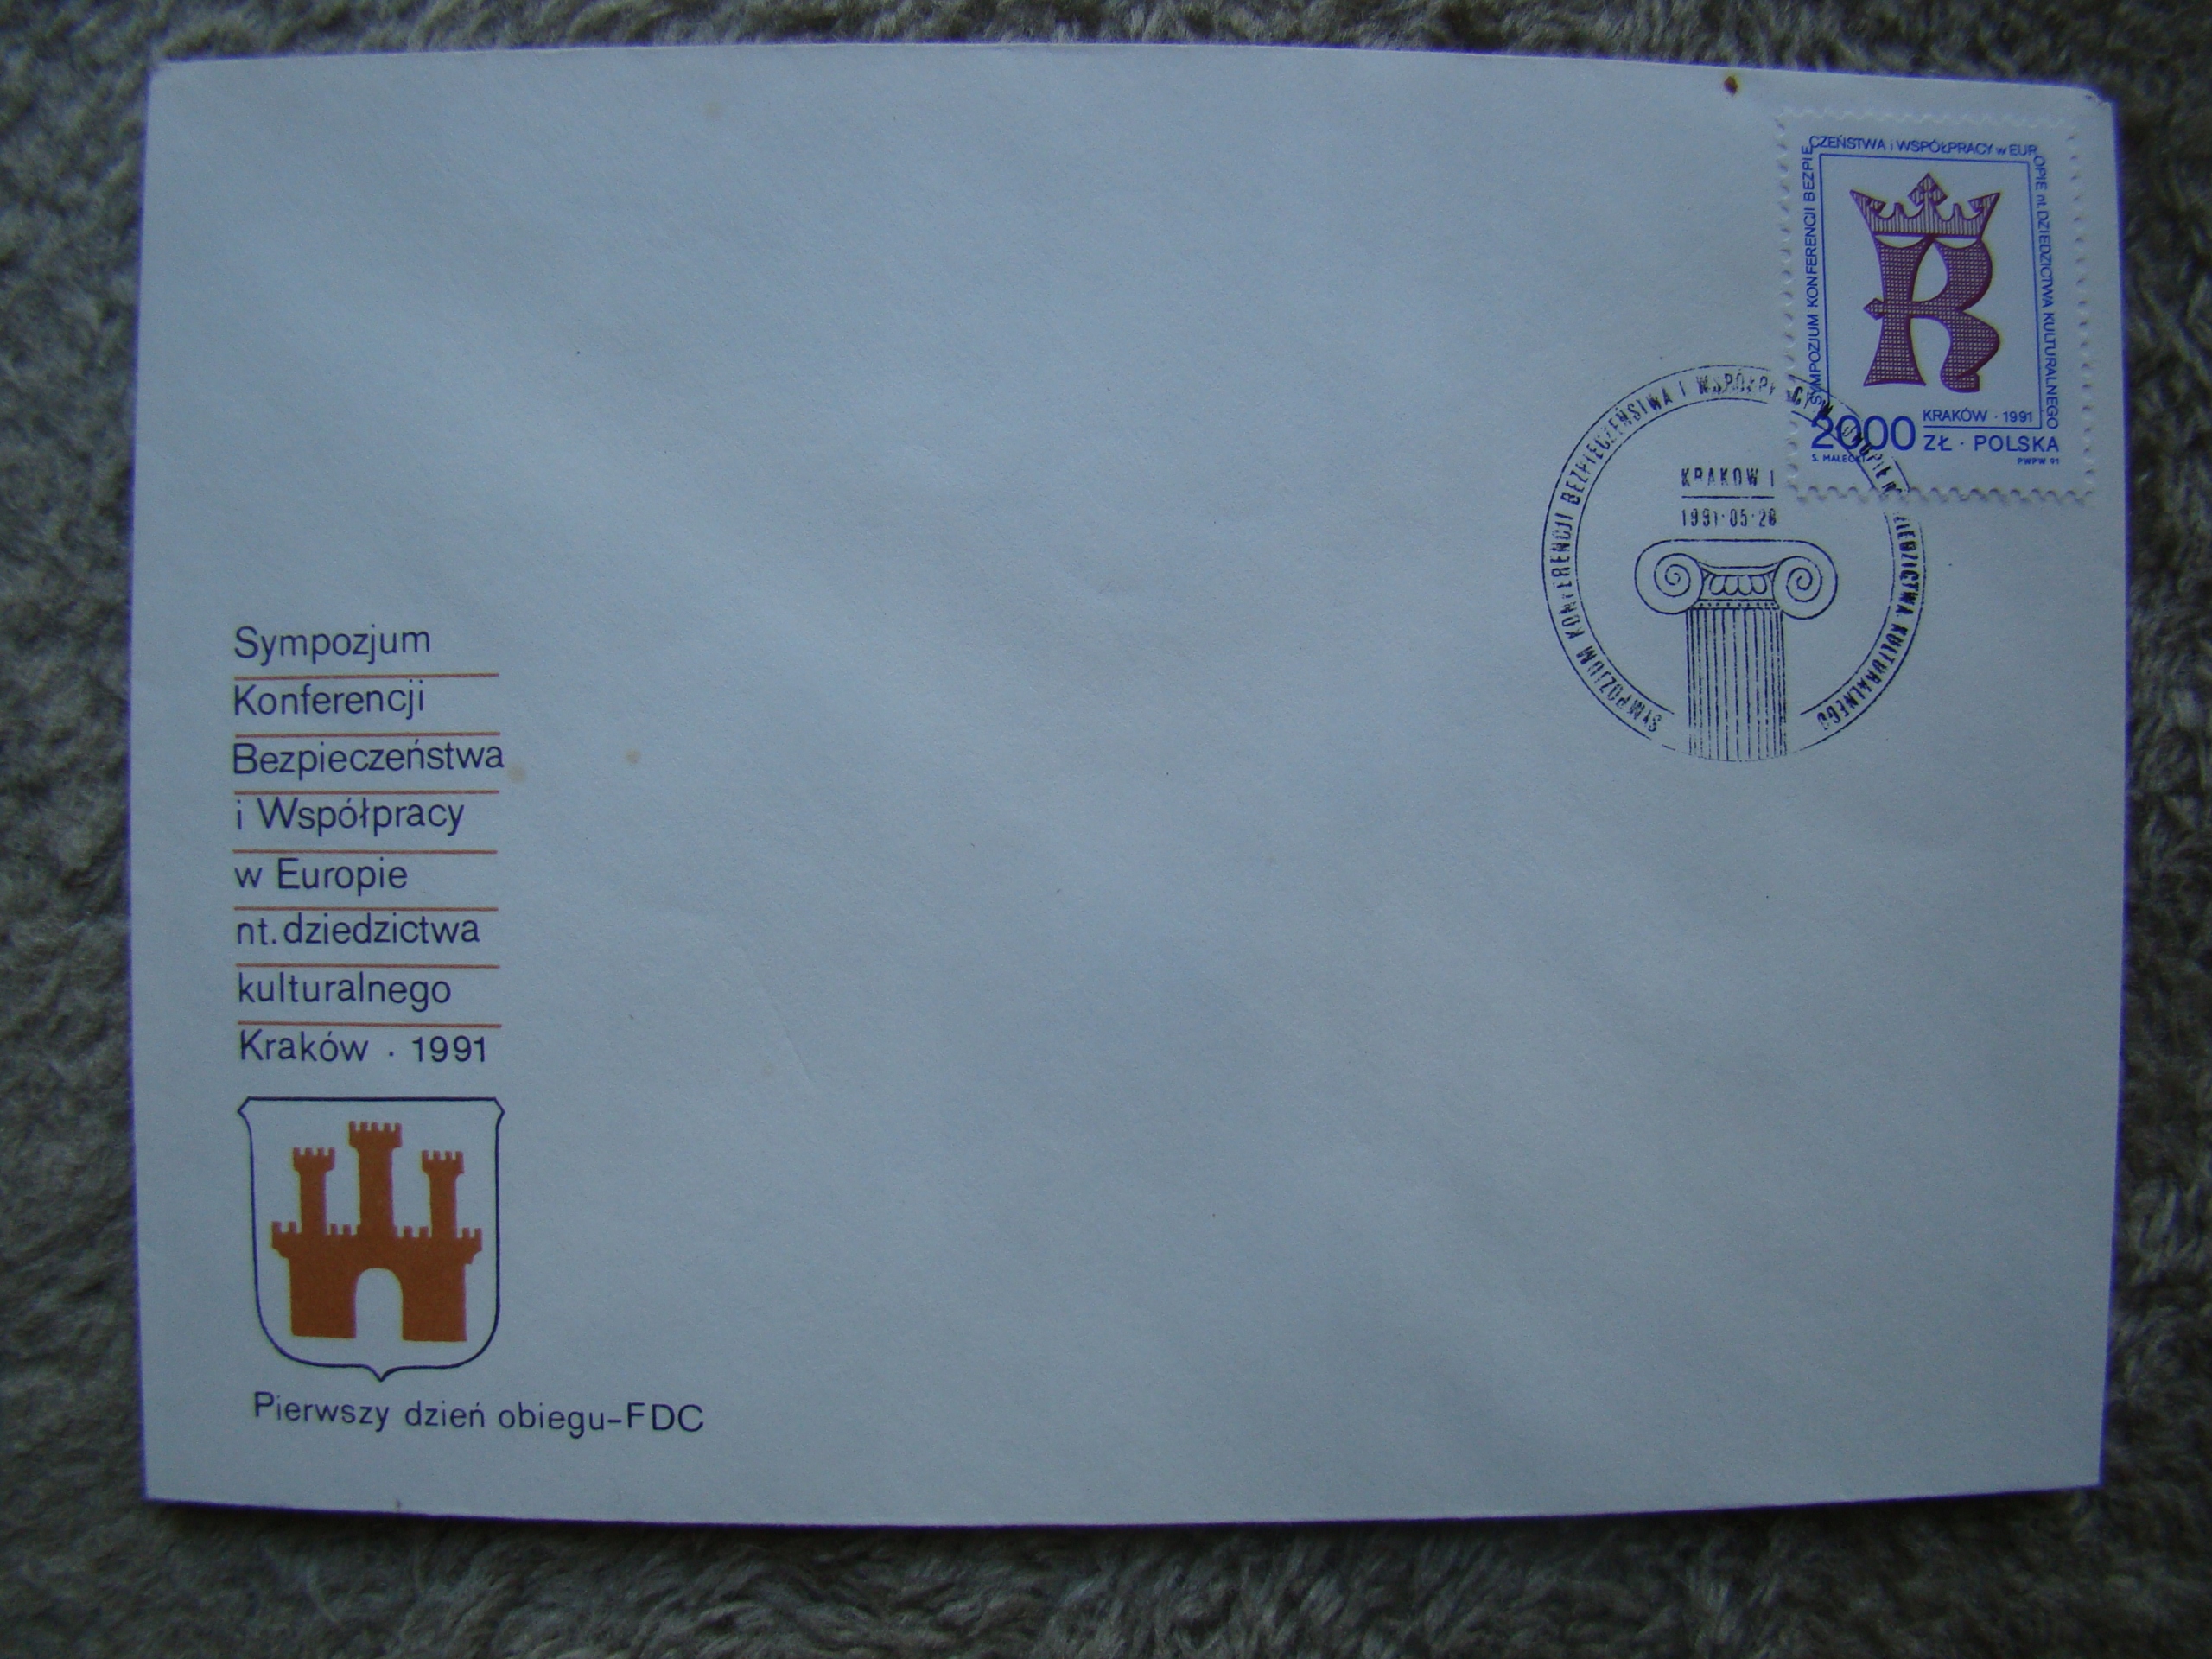 CZEŃSTWA i WSPÓŁPRACY w EUR
SYMPOZJUM KONFERENCJI BEZPIE
OPIE nt. DZIEDZICTWA KULTURALNEGO
KRAKÓW · 1991
2000 ZŁ · POLSKA
S. MAŁECKI
PWPW 91
SYMPOZJUM KONFERENCJI BEZPIECZEŃSTWA I WSPÓŁPRACY W EUROPIE DZIEDZICTWA KULTURALNEGO
KRAKÓW 1
1991·05·28
Sympozjum
Konferencji
Bezpieczeństwa
i Współpracy
w Europie
nt. dziedzictwa
kulturalnego
Kraków · 1991
Pierwszy dzień obiegu-FDC